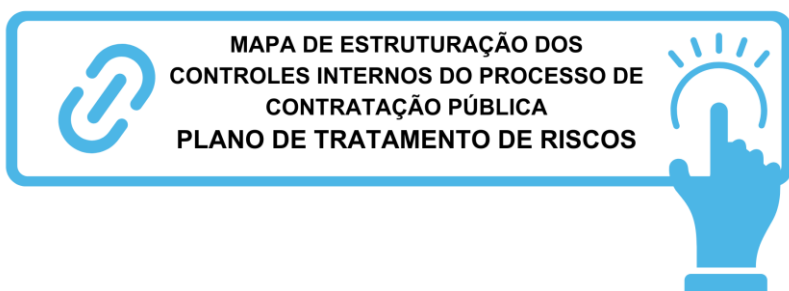 MAPA DE ESTRUTURAÇÃO DOS
CONTROLES INTERNOS DO PROCESSO DE
CONTRATAÇÃO PÚBLICA
PLANO DE TRATAMENTO DE RISCOS